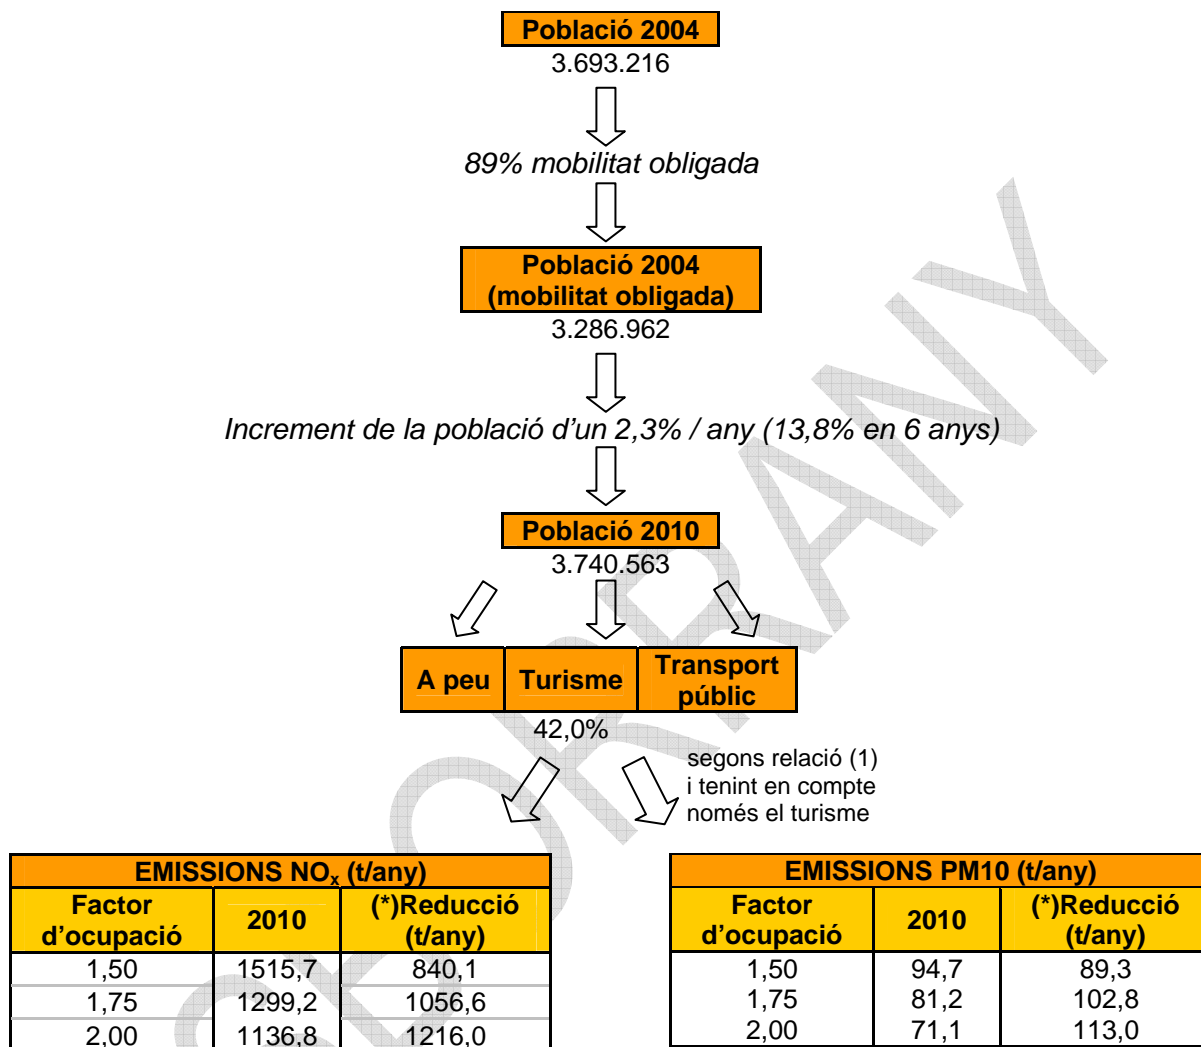 Població 2004
3.693.216
89% mobilitat obligada
Població 2004
(mobilitat obligada)
3.286.962
Increment de la població d'un 2,3% / any (13,8% en 6 anys)
Població 2010
3.740.563
A peu Turisme Transport
públic
42,0%
segons relació (1)
i tenint en compte
només el turisme
EMISSIONS NOx (t/any)
Factor
d'ocupació 2010 (*)Reducció
(t/any)
1,50 1515,7 840,1
1,75 1299,2 1056,6
2,00 1136,8 1216,0
EMISSIONS PM10 (t/any)
Factor
d'ocupació 2010 (*)Reducció
(t/any)
1,50 94,7 89,3
1,75 81,2 102,8
2,00 71,1 113,0